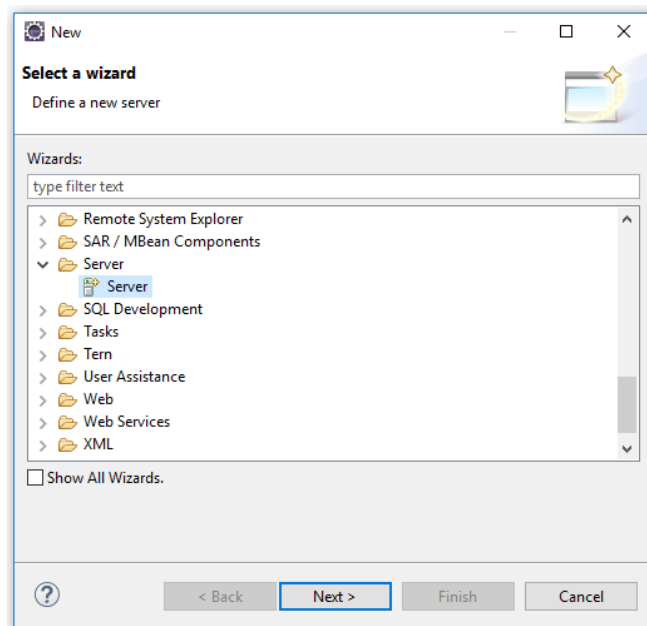 New
Select a wizard
Define a new server
Wizards:
type filter text
Remote System Explorer
SAR / MBean Components
Server
Server
SQL Development
Tasks
Tern
User Assistance
Web
Web Services
XML
Show All Wizards.
? < Back Next > Finish Cancel